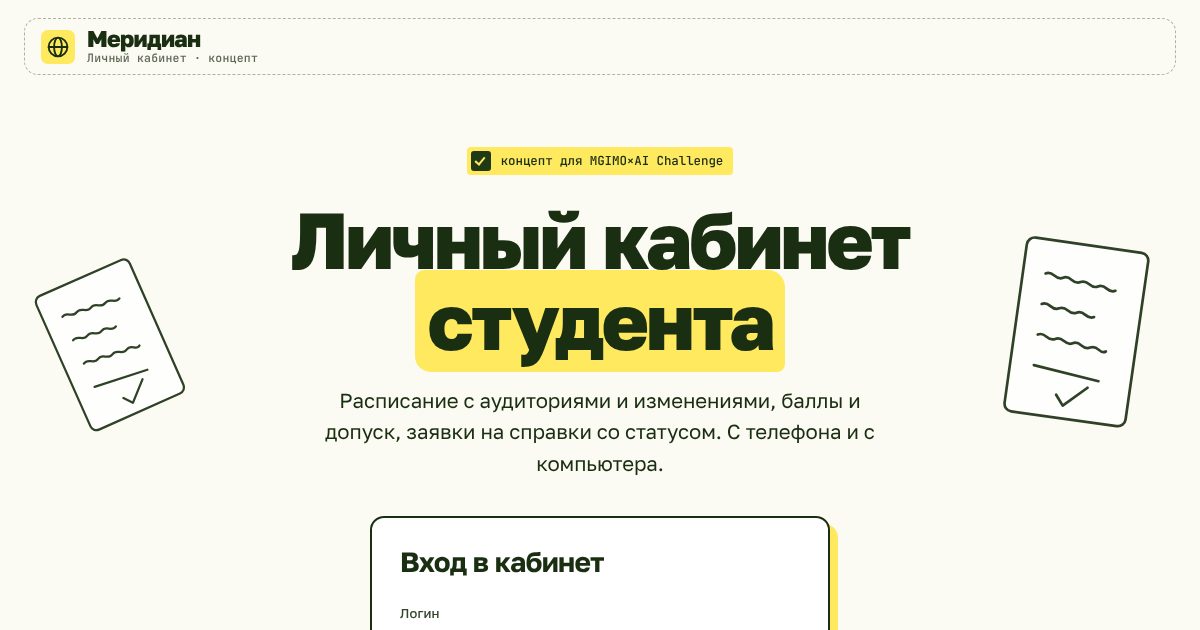 Меридиан
Личный кабинет · концепт
концепт для MGIMO×AI Challenge
Личный кабинет
студента
Расписание с аудиториями и изменениями, баллы и
допуск, заявки на справки со статусом. С телефона и с
компьютера.
Вход в кабинет
Логин